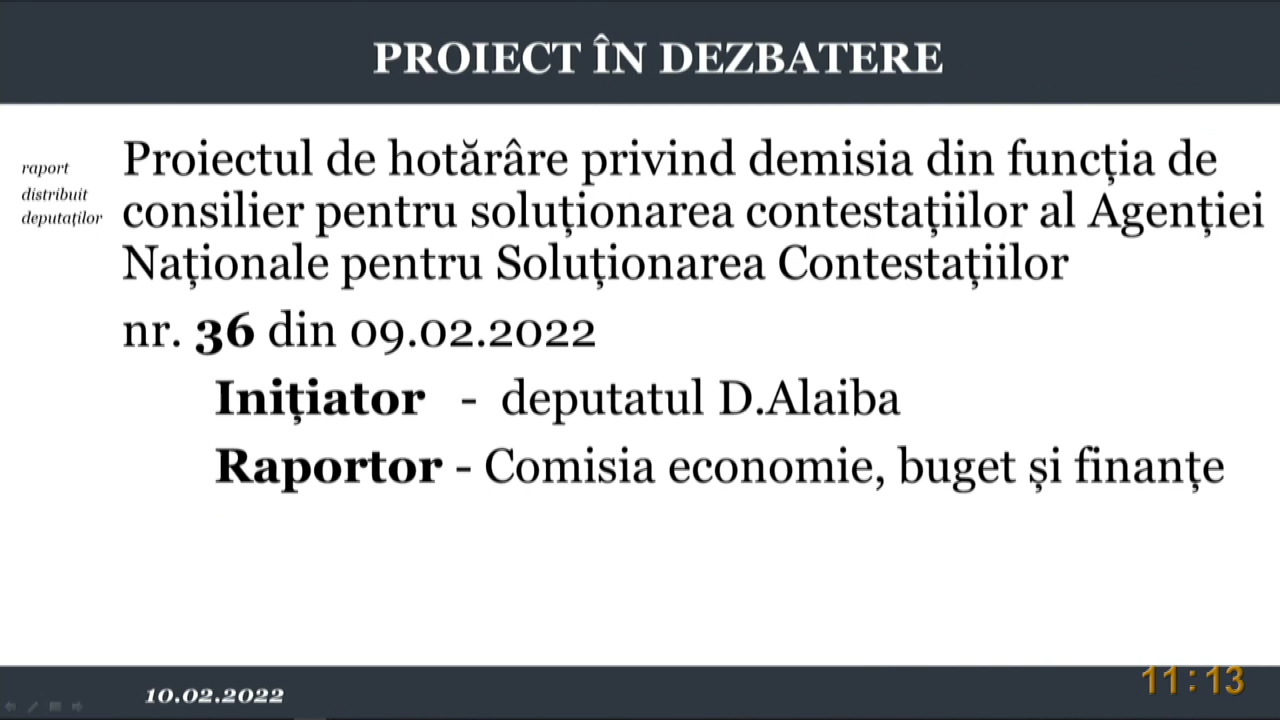 PROIECT ÎN DEZBATERE
raport
distribuit
deputaților
Proiectul de hotărâre privind demisia din funcția de
consilier pentru soluționarea contestațiilor al Agenției
Naționale pentru Soluționarea Contestațiilor
nr. 36 din 09.02.2022
Inițiator - deputatul D.Alaiba
Raportor - Comisia economie, buget și finanțe
10.02.2022
11:13